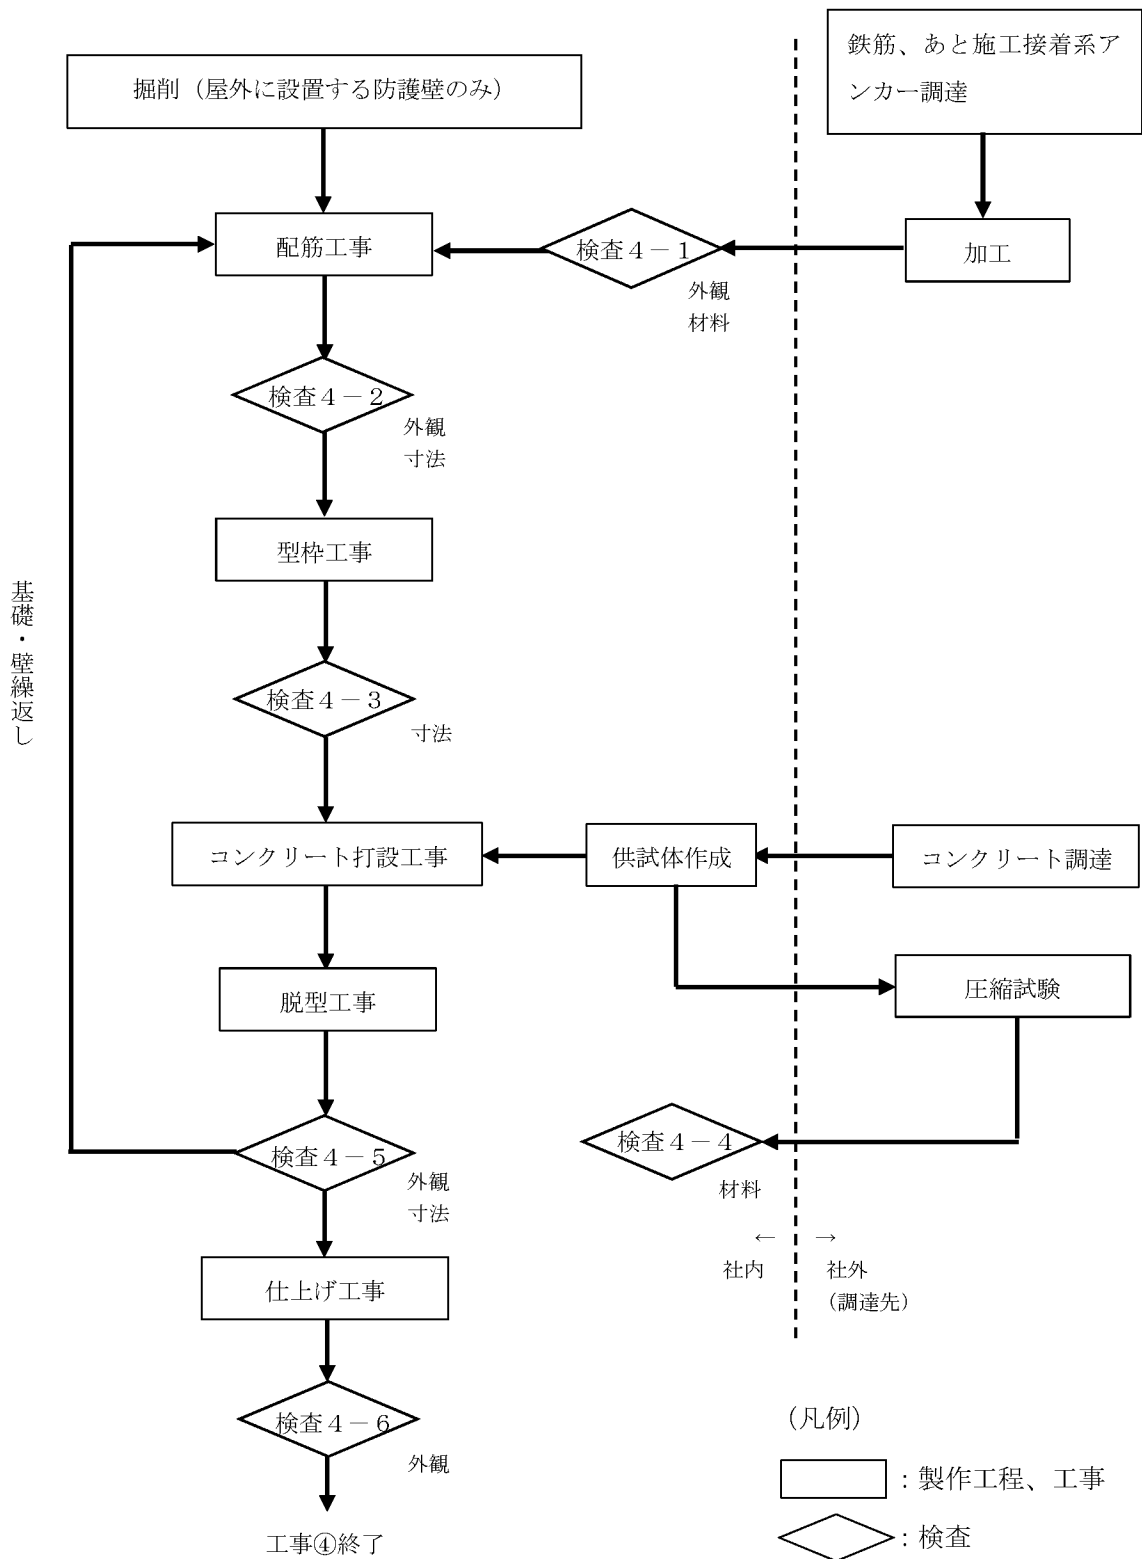 鉄筋、あと施工接着系ア
ンカー調達
掘削（屋外に設置する防護壁のみ）
配筋工事
検査４－１
加工
外観
材料
検査４－２
外観
寸法
型枠工事
基礎・壁繰返し
検査４－３
寸法
コンクリート打設工事
供試体作成
コンクリート調達
脱型工事
圧縮試験
検査４－４
材料
検査４－５
外観
寸法
← →
社内
社外
（調達先）
仕上げ工事
検査４－６
外観
工事④終了
（凡例）
：製作工程、工事
：検査